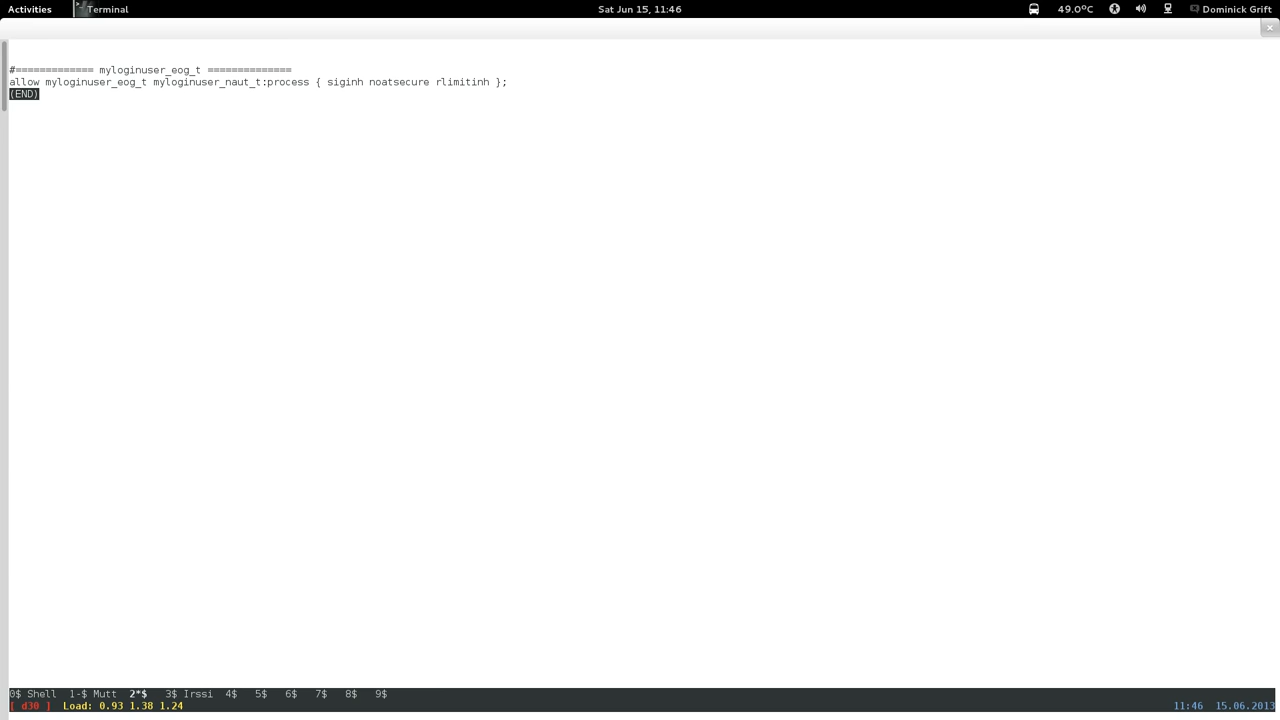 Activities Terminal Sat Jun 15, 11:46 49.0°C Dominick Grift
#============= myloginuser_eog_t ==============
allow myloginuser_eog_t myloginuser_naut_t:process { siginh noatsecure rlimitinh };
(END)
0$ Shell 1-$ Mutt 2*$ 3$ Irssi 4$ 5$ 6$ 7$ 8$ 9$
[ d30 ] Load: 0.93 1.38 1.24 11:46 15.06.2013